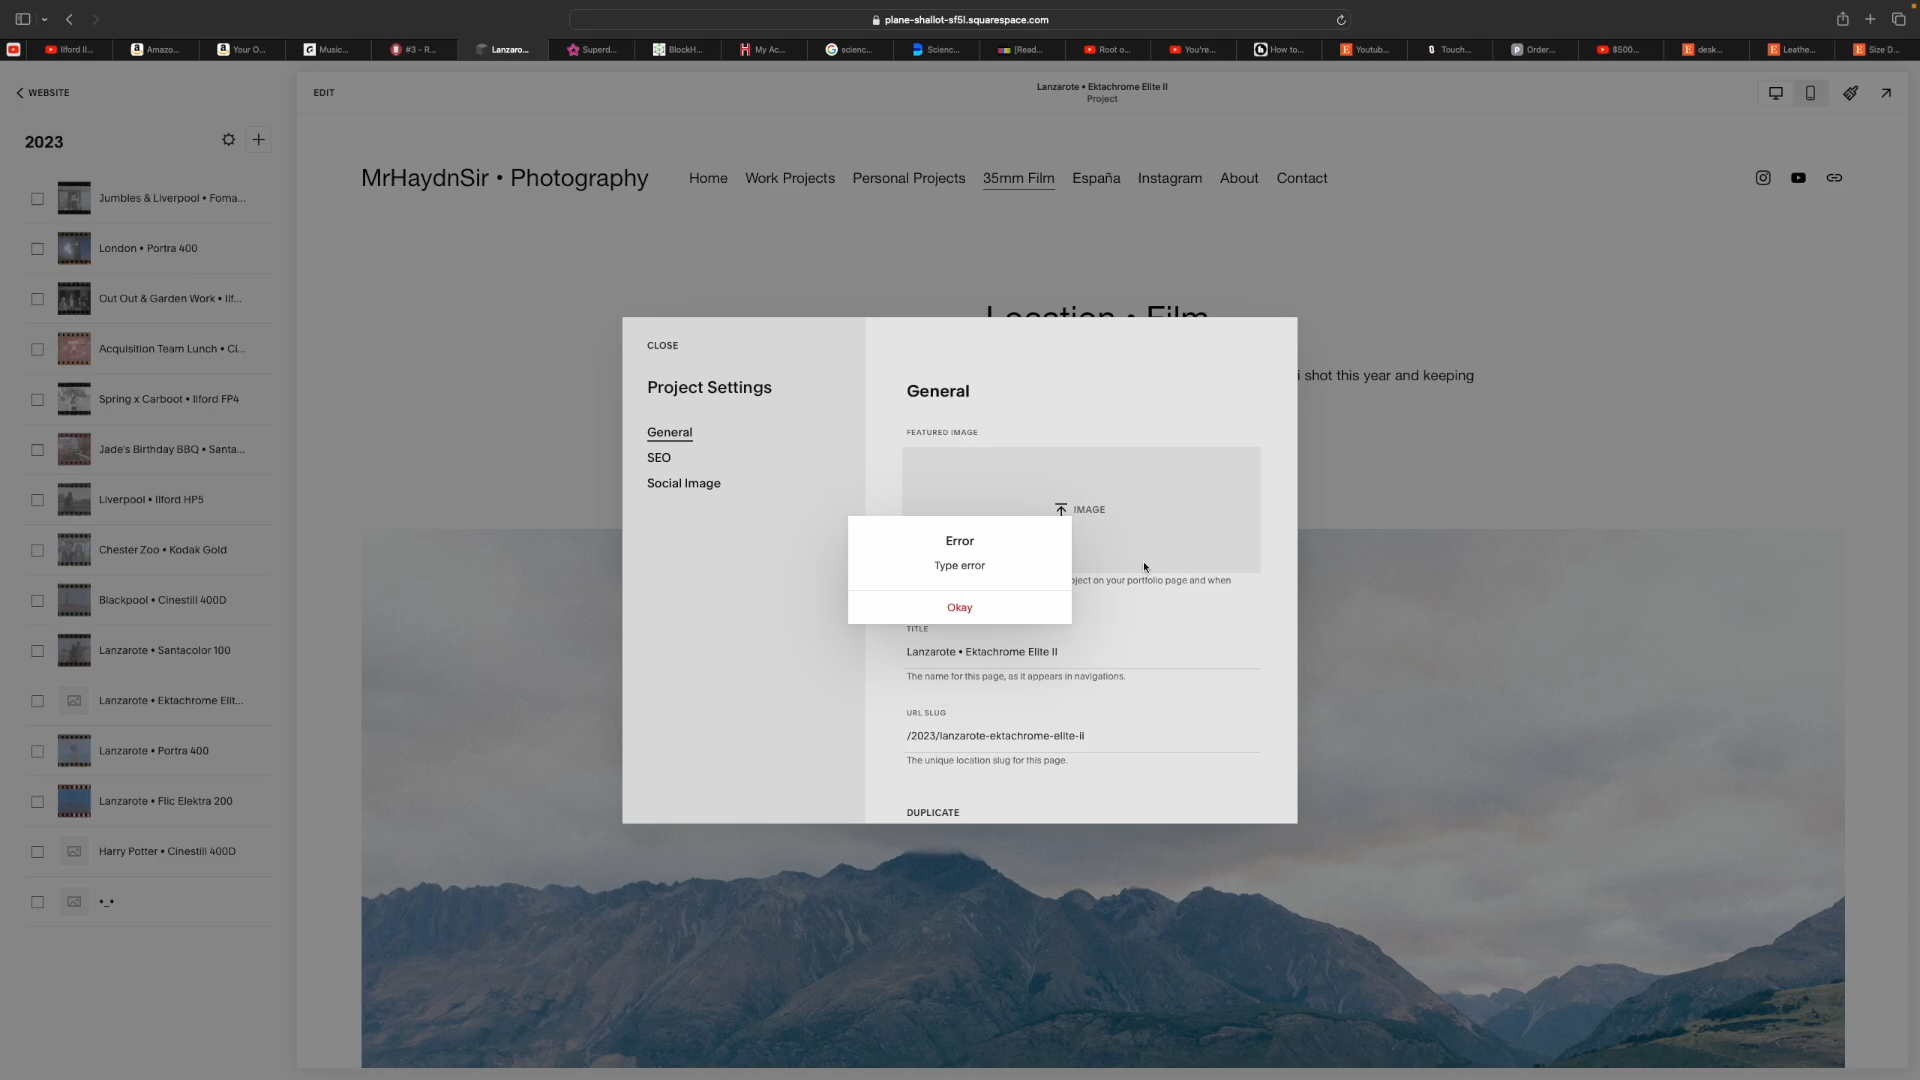 plane-shallot-sf5l.squarespace.com
Ilford Il...
Amazo...
Your O...
Music...
#3 - R...
Lanzaro...
Superd...
BlockH...
My Ac...
scienc...
Scienc...
[Read...
Root o...
You're...
How to...
Youtub...
Touch...
Order...
$500...
desk...
Leathe...
Size D...
WEBSITE
EDIT
Lanzarote • Ektachrome Elite II
Project
2023
Jumbles & Liverpool • Foma...
London • Portra 400
Out Out & Garden Work • Ilf...
Acquisition Team Lunch • Ci...
Spring x Carboot • Ilford FP4
Jade's Birthday BBQ • Santa...
Liverpool • Ilford HP5
Chester Zoo • Kodak Gold
Blackpool • Cinestill 400D
Lanzarote • Santacolor 100
Lanzarote • Ektachrome Elit...
Lanzarote • Portra 400
Lanzarote • Flic Elektra 200
Harry Potter • Cinestill 400D
•_•
MrHaydnSir • Photography
Home
Work Projects
Personal Projects
35mm Film
España
Instagram
About
Contact
Location • Film
i shot this year and keeping
CLOSE
Project Settings
General
SEO
Social Image
General
FEATURED IMAGE
IMAGE
oject on your portfolio page and when
Error
Type error
Okay
TITLE
Lanzarote • Ektachrome Elite II
The name for this page, as it appears in navigations.
URL SLUG
/2023/lanzarote-ektachrome-elite-ii
The unique location slug for this page.
DUPLICATE